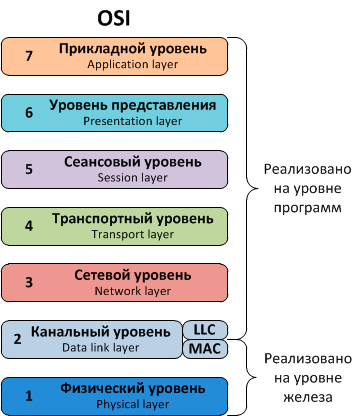 OSI
7 Прикладной уровень
Application layer
6 Уровень представления
Presentation layer
5 Сеансовый уровень
Session layer
4 Транспортный уровень
Transport layer
3 Сетевой уровень
Network layer
2 Канальный уровень
Data link layer
LLC
MAC
1 Физический уровень
Physical layer
Реализовано
на уровне
программ
Реализовано
на уровне
железа